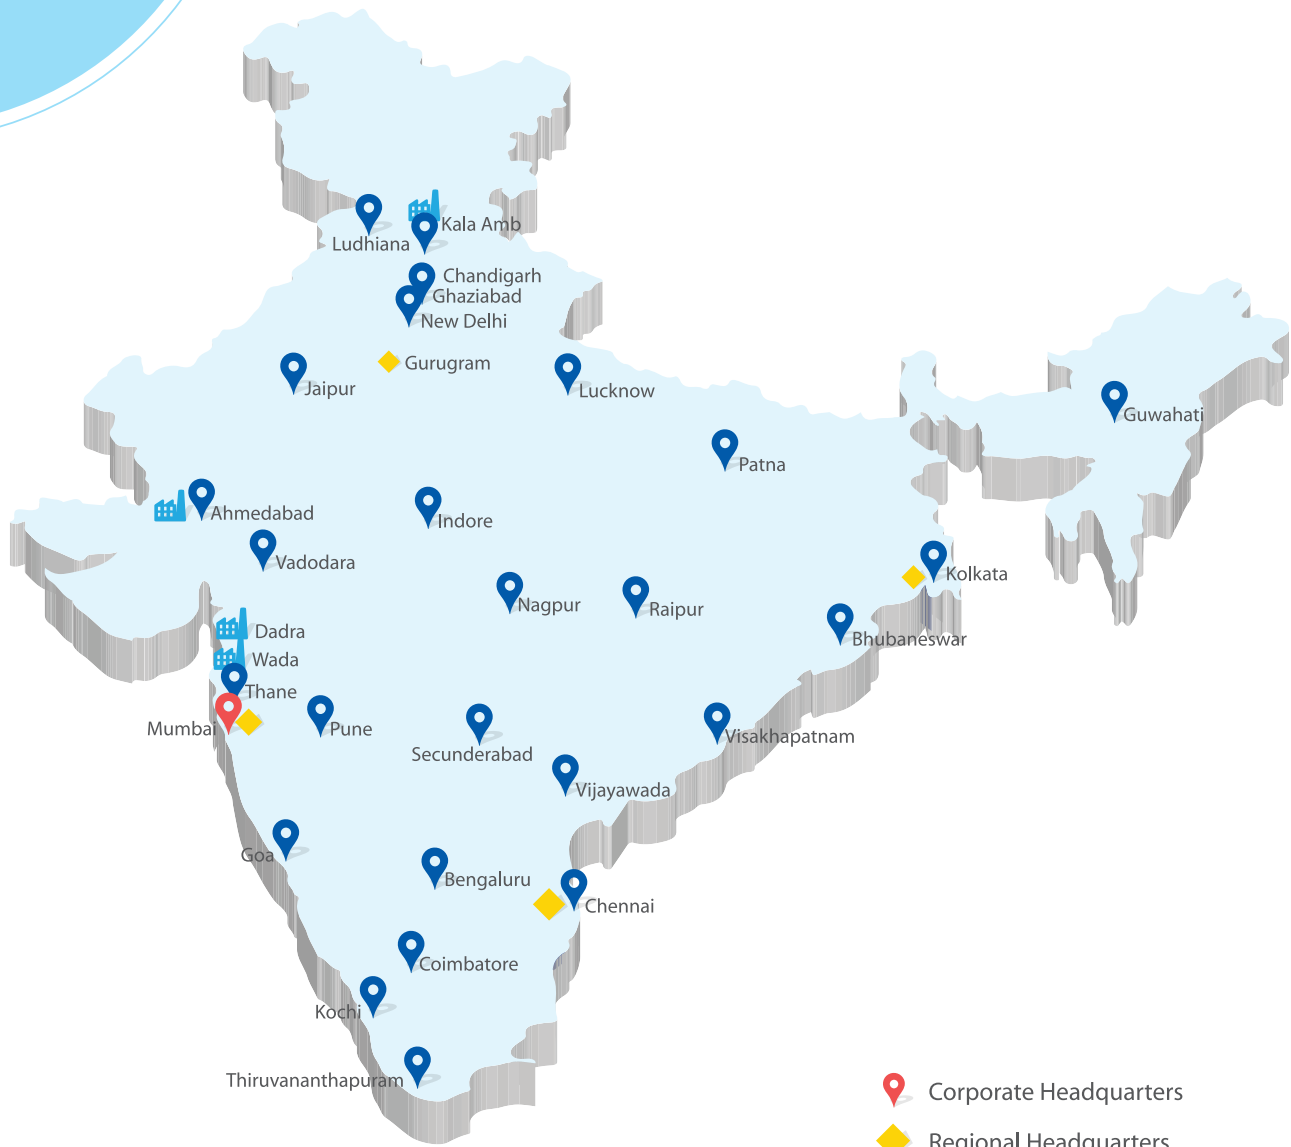 Kala Amb
Ludhiana
Chandigarh
Ghaziabad
New Delhi
Gurugram
Jaipur
Lucknow
Guwahati
Patna
Ahmedabad
Indore
Vadodara
Kolkata
Nagpur
Raipur
Dadra
Bhubaneswar
Wada
Thane
Mumbai
Pune
Visakhapatnam
Secunderabad
Vijayawada
Goa
Bengaluru
Chennai
Coimbatore
Kochi
Thiruvananthapuram
Corporate Headquarters
Regional Headquarters